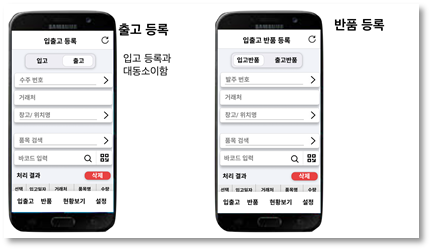 SAMSUNG
입출고 등록
입고 출고
수주 번호
거래처
창고/ 위치명
품목 검색
바코드 입력
처리 결과 삭제
선택 입고일자 거래처 품목명 수량
입출고 반품 현황보기 설정
출고 등록
입고 등록과
대동소이함
SAMSUNG
입출고 반품 등록
입고반품 출고반품
발주 번호
거래처
창고/ 위치명
품목 검색
바코드 입력
처리 결과 삭제
선택 입고일자 거래처 품목명 수량
입출고 반품 현황보기 설정
반품 등록